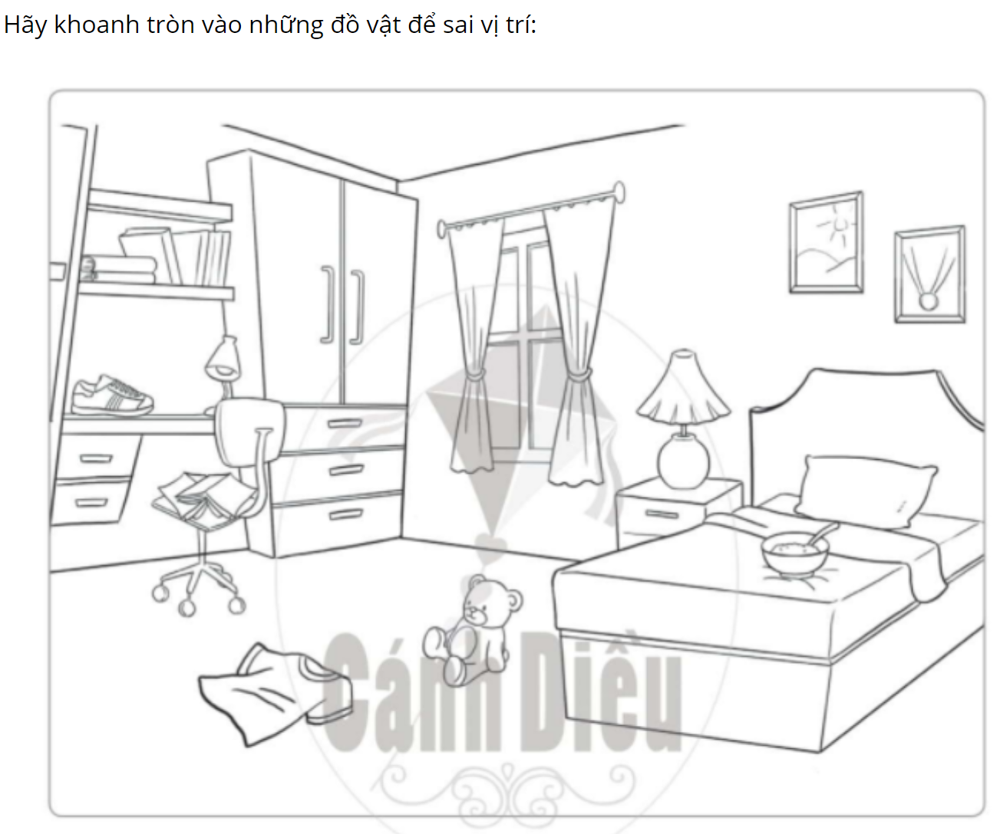 Hãy khoanh tròn vào những đồ vật để sai vị trí:
Cánh Diều